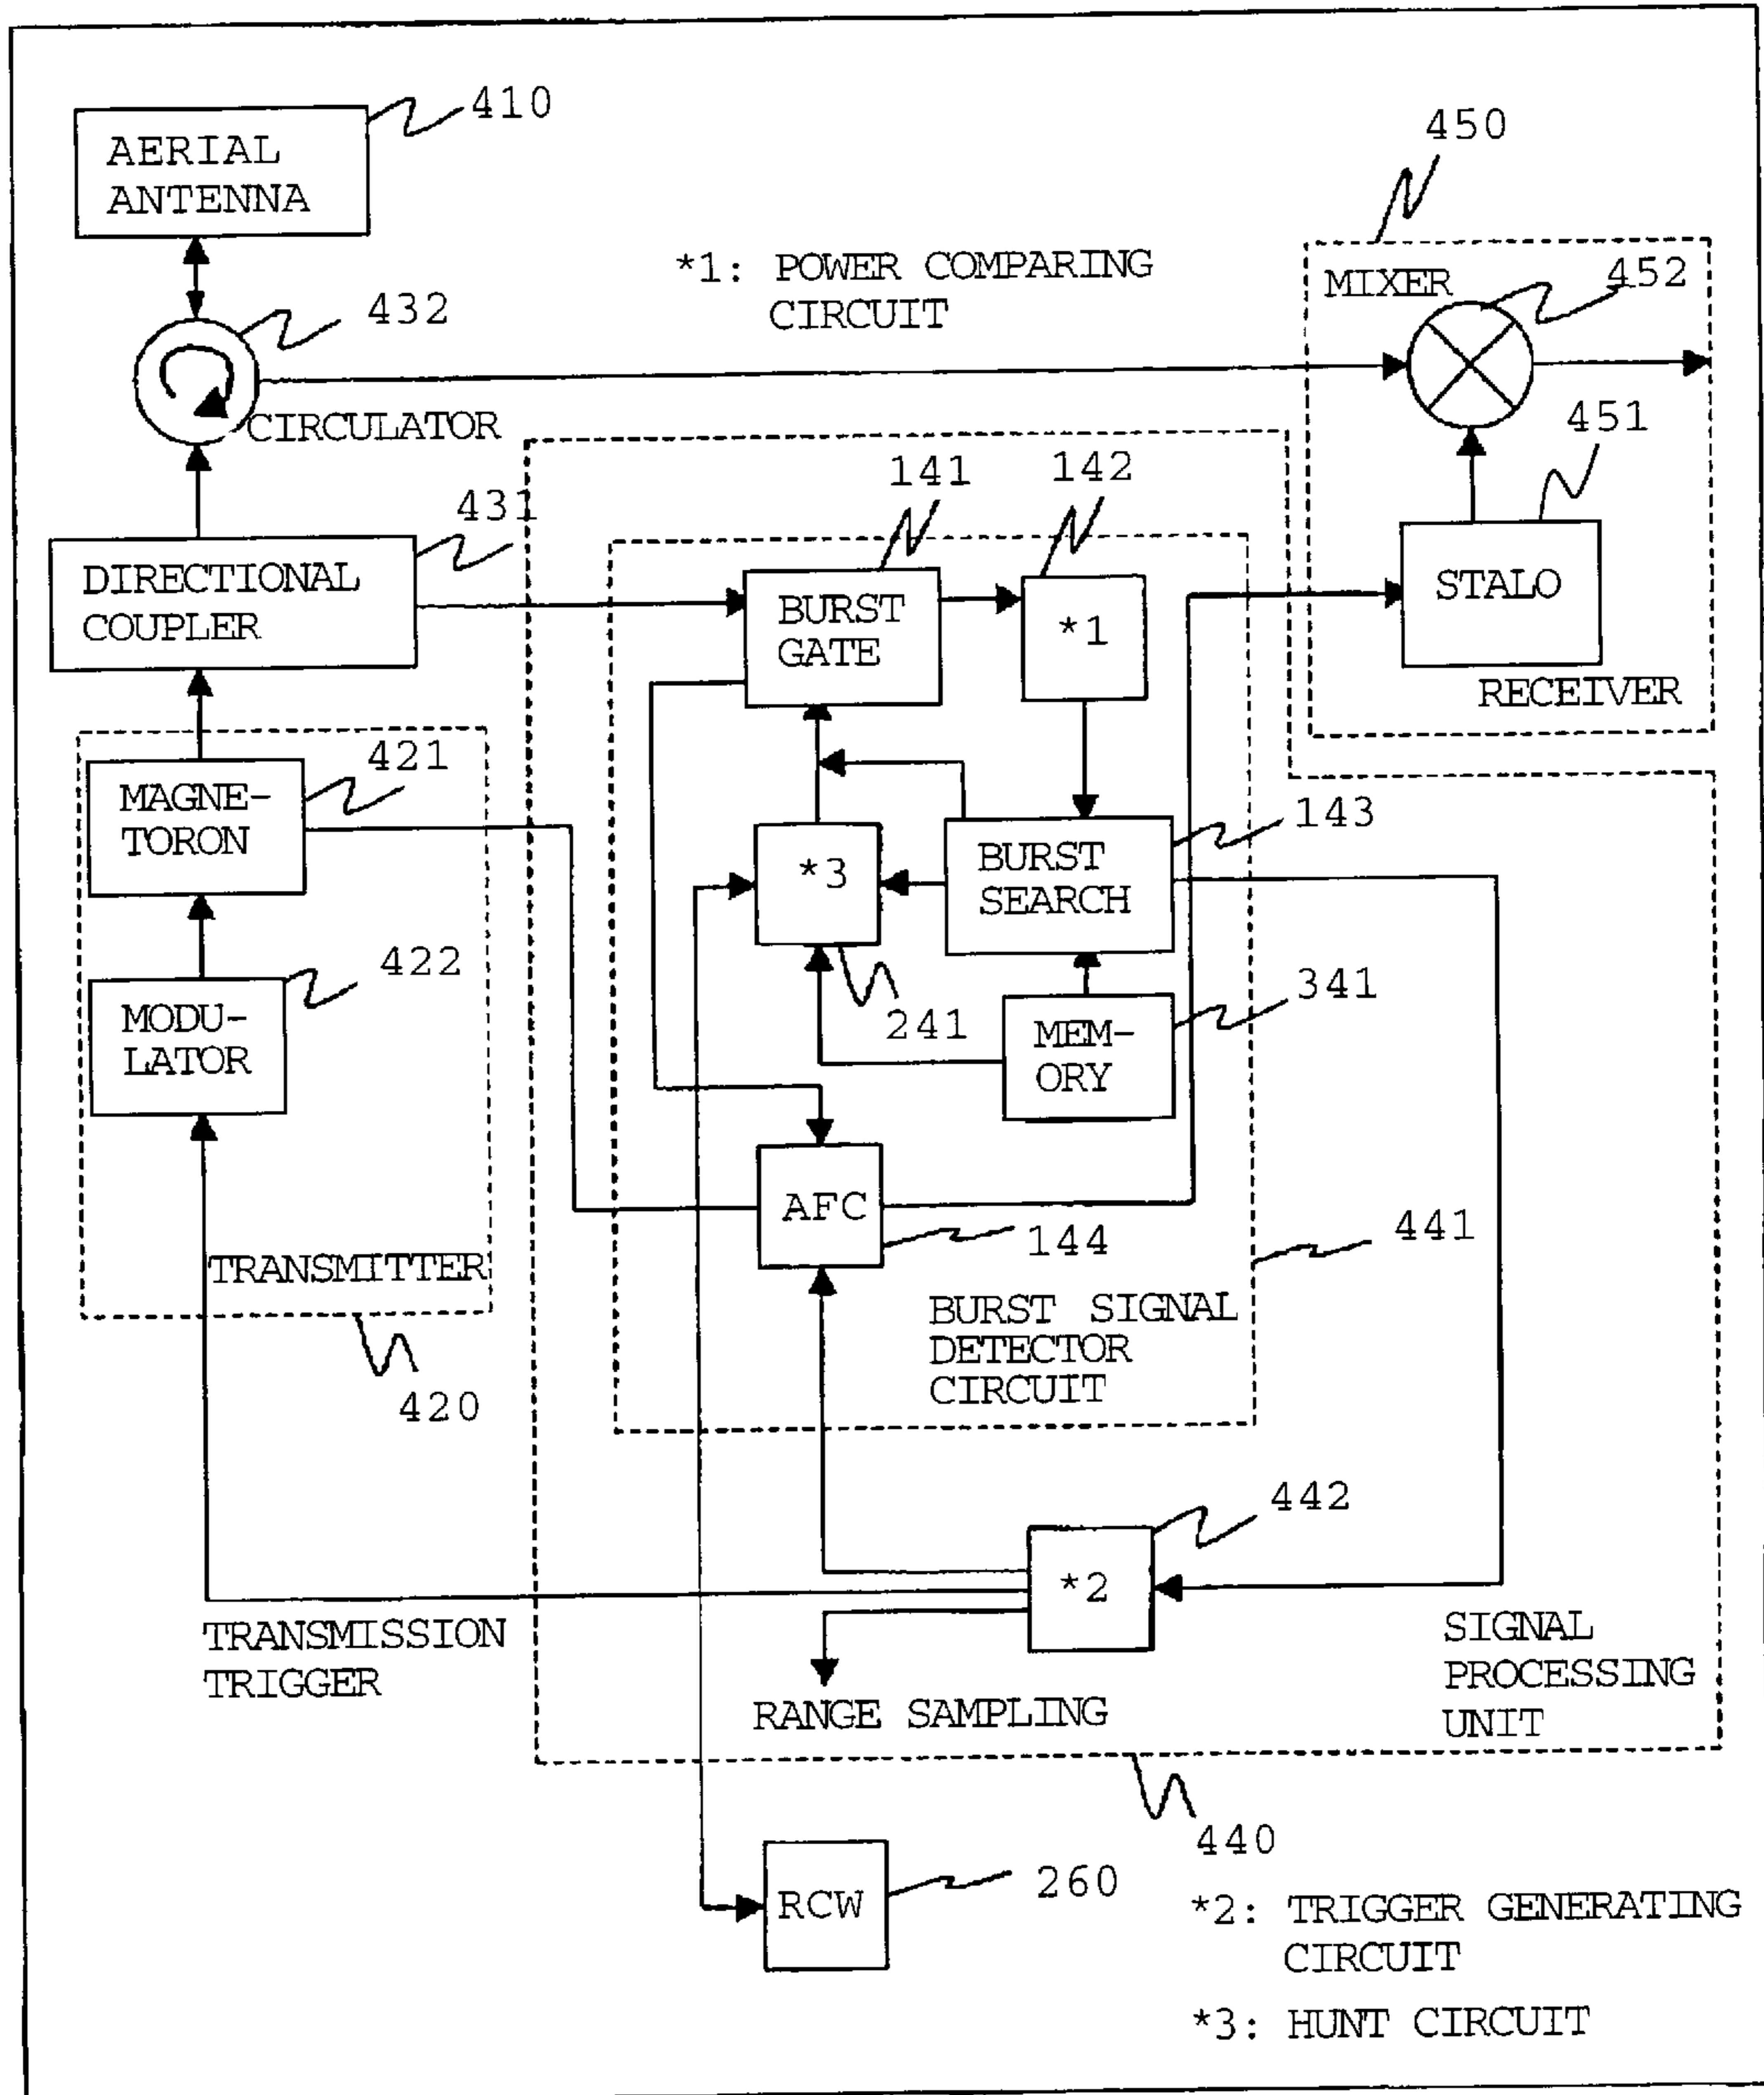 410
AERIAL
ANTENNA
450
*1: POWER COMPARING
CIRCUIT
MIXER
452
432
CIRCULATOR
451
141
142
431
DIRECTIONAL
COUPLER
BURST
GATE
*1
STALO
RECEIVER
421
MAGNE-
TORON
143
*3
BURST
SEARCH
422
MODU-
LATOR
241
341
MEM-
ORY
AFC
144
441
TRANSMITTER
BURST SIGNAL
DETECTOR
CIRCUIT
420
442
*2
TRANSMISSION
TRIGGER
SIGNAL
PROCESSING
UNIT
RANGE SAMPLING
440
RCW
260
*2: TRIGGER GENERATING
CIRCUIT
*3: HUNT CIRCUIT